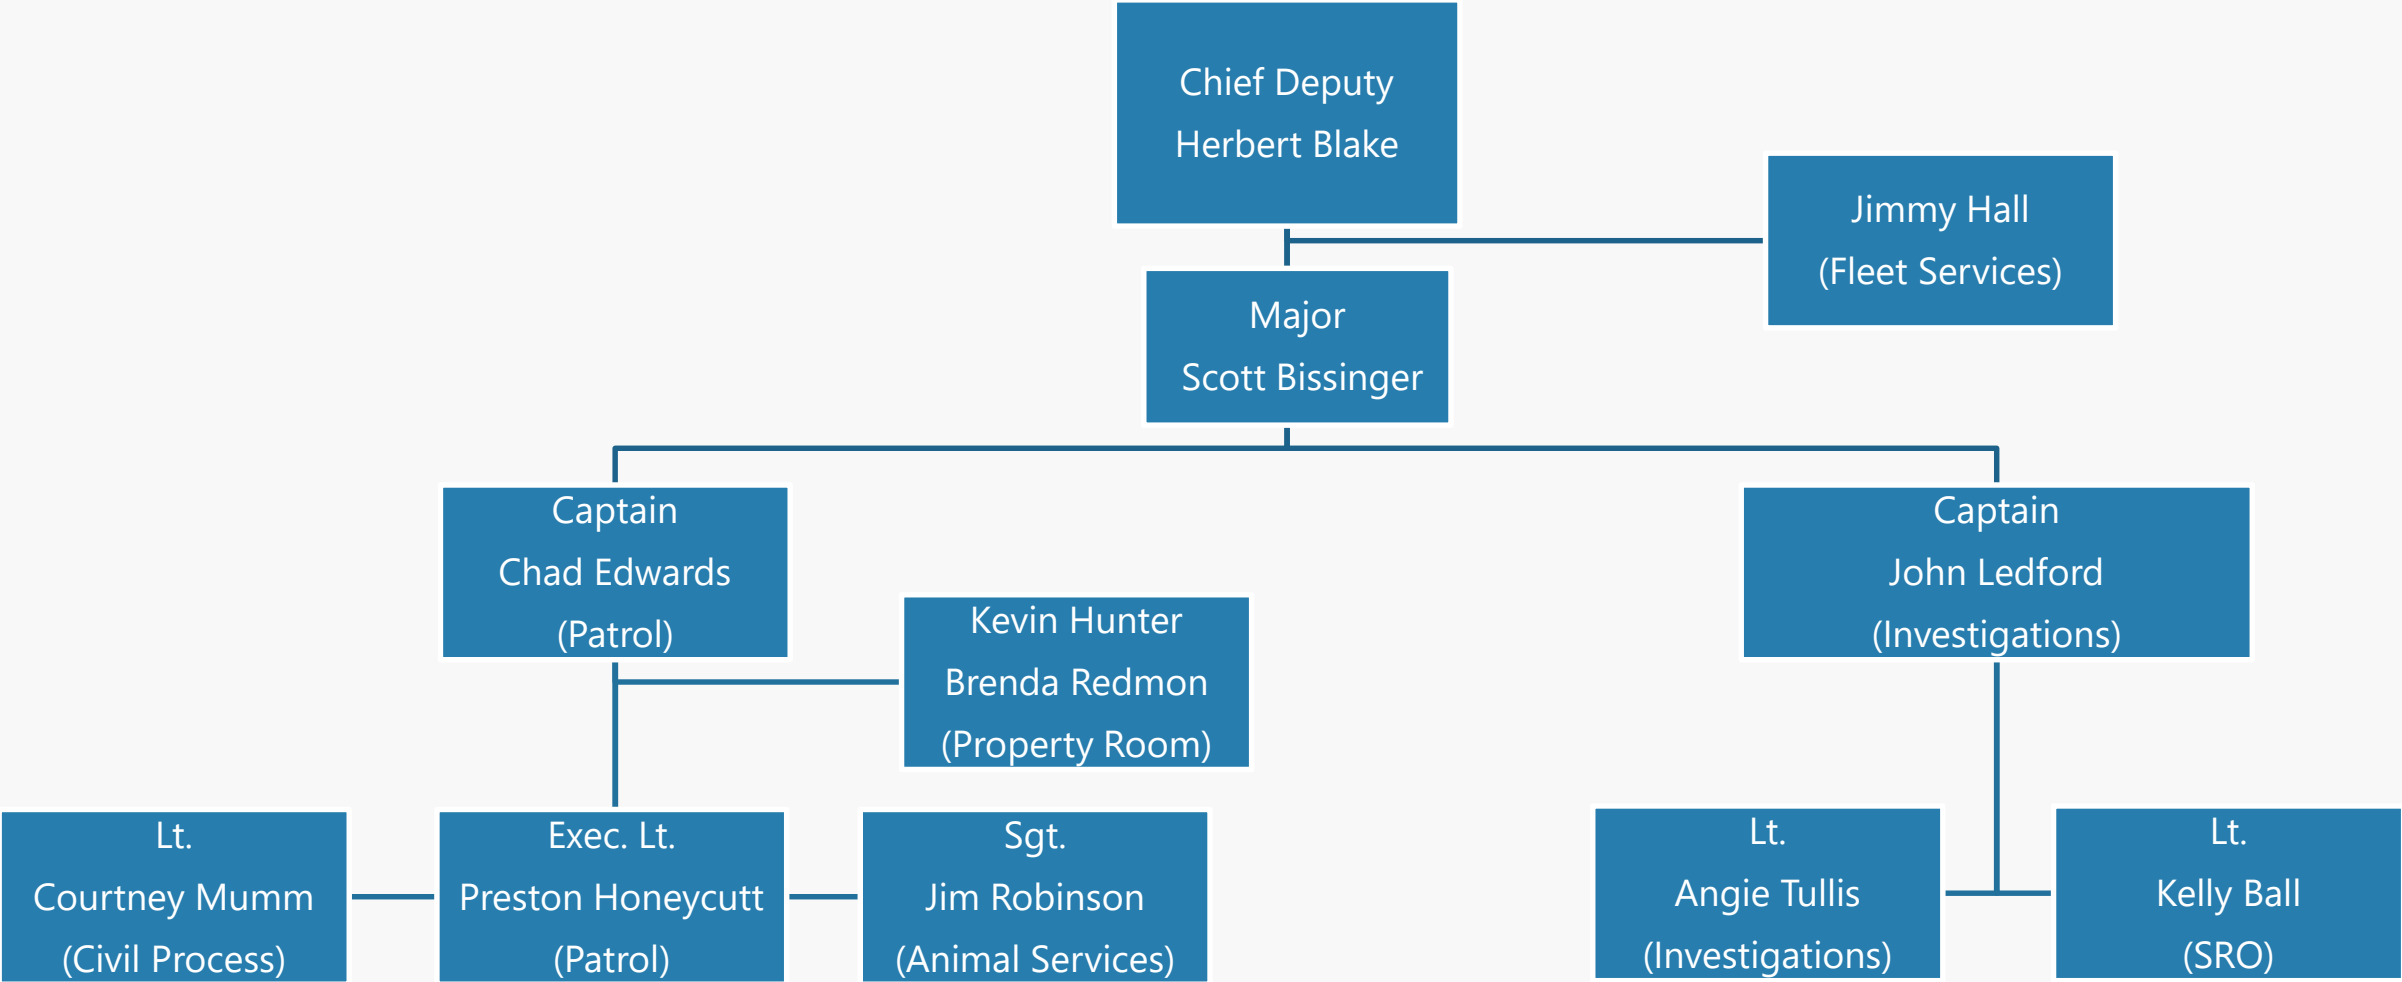 Chief Deputy
Herbert Blake
Jimmy Hall
(Fleet Services)
Major
Scott Bissinger
Captain
Chad Edwards
(Patrol)
Captain
John Ledford
(Investigations)
Kevin Hunter
Brenda Redmon
(Property Room)
Lt.
Courtney Mumm
(Civil Process)
Exec. Lt.
Preston Honeycutt
(Patrol)
Sgt.
Jim Robinson
(Animal Services)
Lt.
Angie Tullis
(Investigations)
Lt.
Kelly Ball
(SRO)